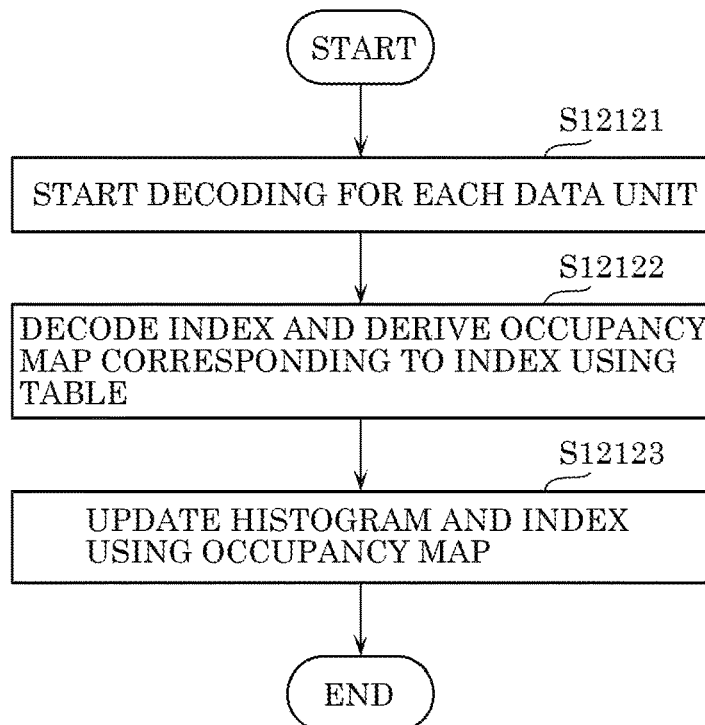 START
S12121
START DECODING FOR EACH DATA UNIT
S12122
DECODE INDEX AND DERIVE OCCUPANCY
MAP CORRESPONDING TO INDEX USING
TABLE
S12123
UPDATE HISTOGRAM AND INDEX
USING OCCUPANCY MAP
END